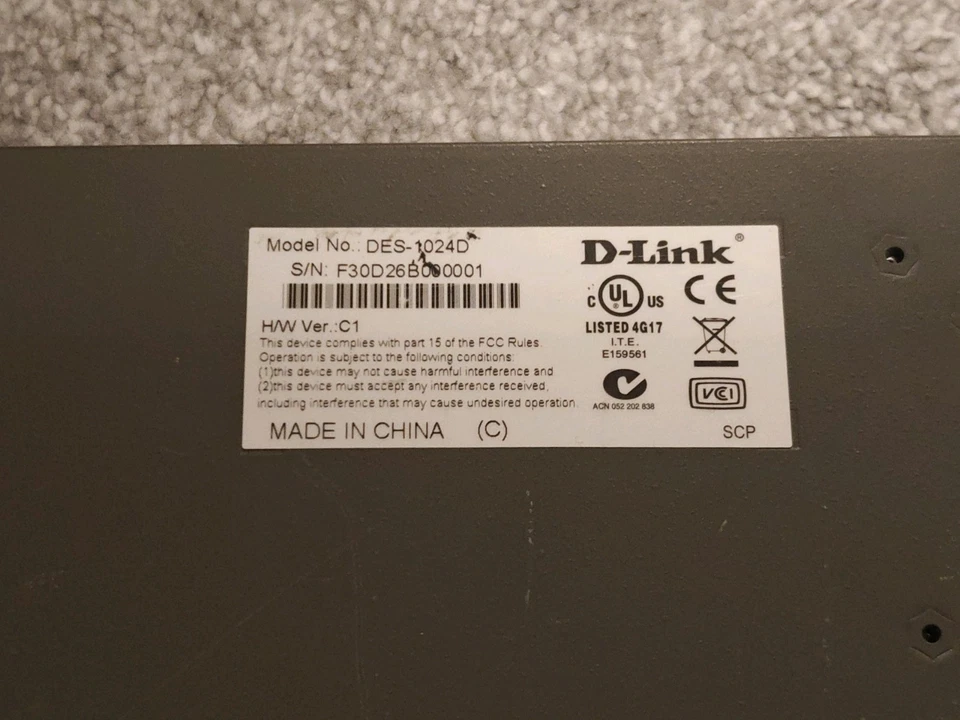 Model No.: DES-1024D
S/N: F30D26B000001
H/W Ver.:C1
This device complies with part 15 of the FCC Rules.
Operation is subject to the following conditions:
(1)this device may not cause harmful interference and
(2)this device must accept any interference received,
including interference that may cause undesired operation.
MADE IN CHINA (C)
D-Link®
C UL US CE
LISTED 4G17
I.T.E.
E159561
ACN 052 202 838
VCI
SCP